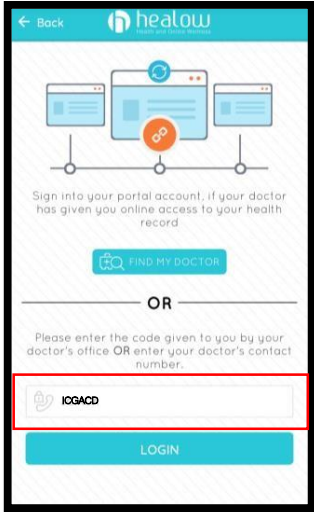 ← Back
healow
Health and Online Wellness
Sign into your portal account, if your doctor
has given you online access to your health
record
FIND MY DOCTOR
OR
Please enter the code given to you by your
doctor's office OR enter your doctor's contact
number.
ICGACD
LOGIN